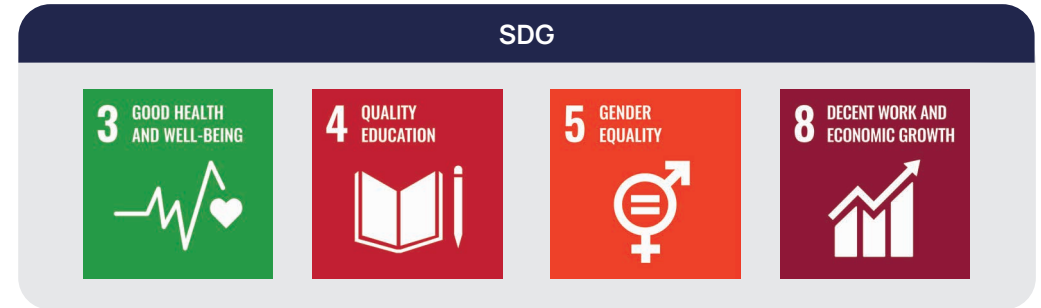 SDG
3 GOOD HEALTH
AND WELL-BEING
4 QUALITY
EDUCATION
5 GENDER
EQUALITY
8 DECENT WORK AND
ECONOMIC GROWTH